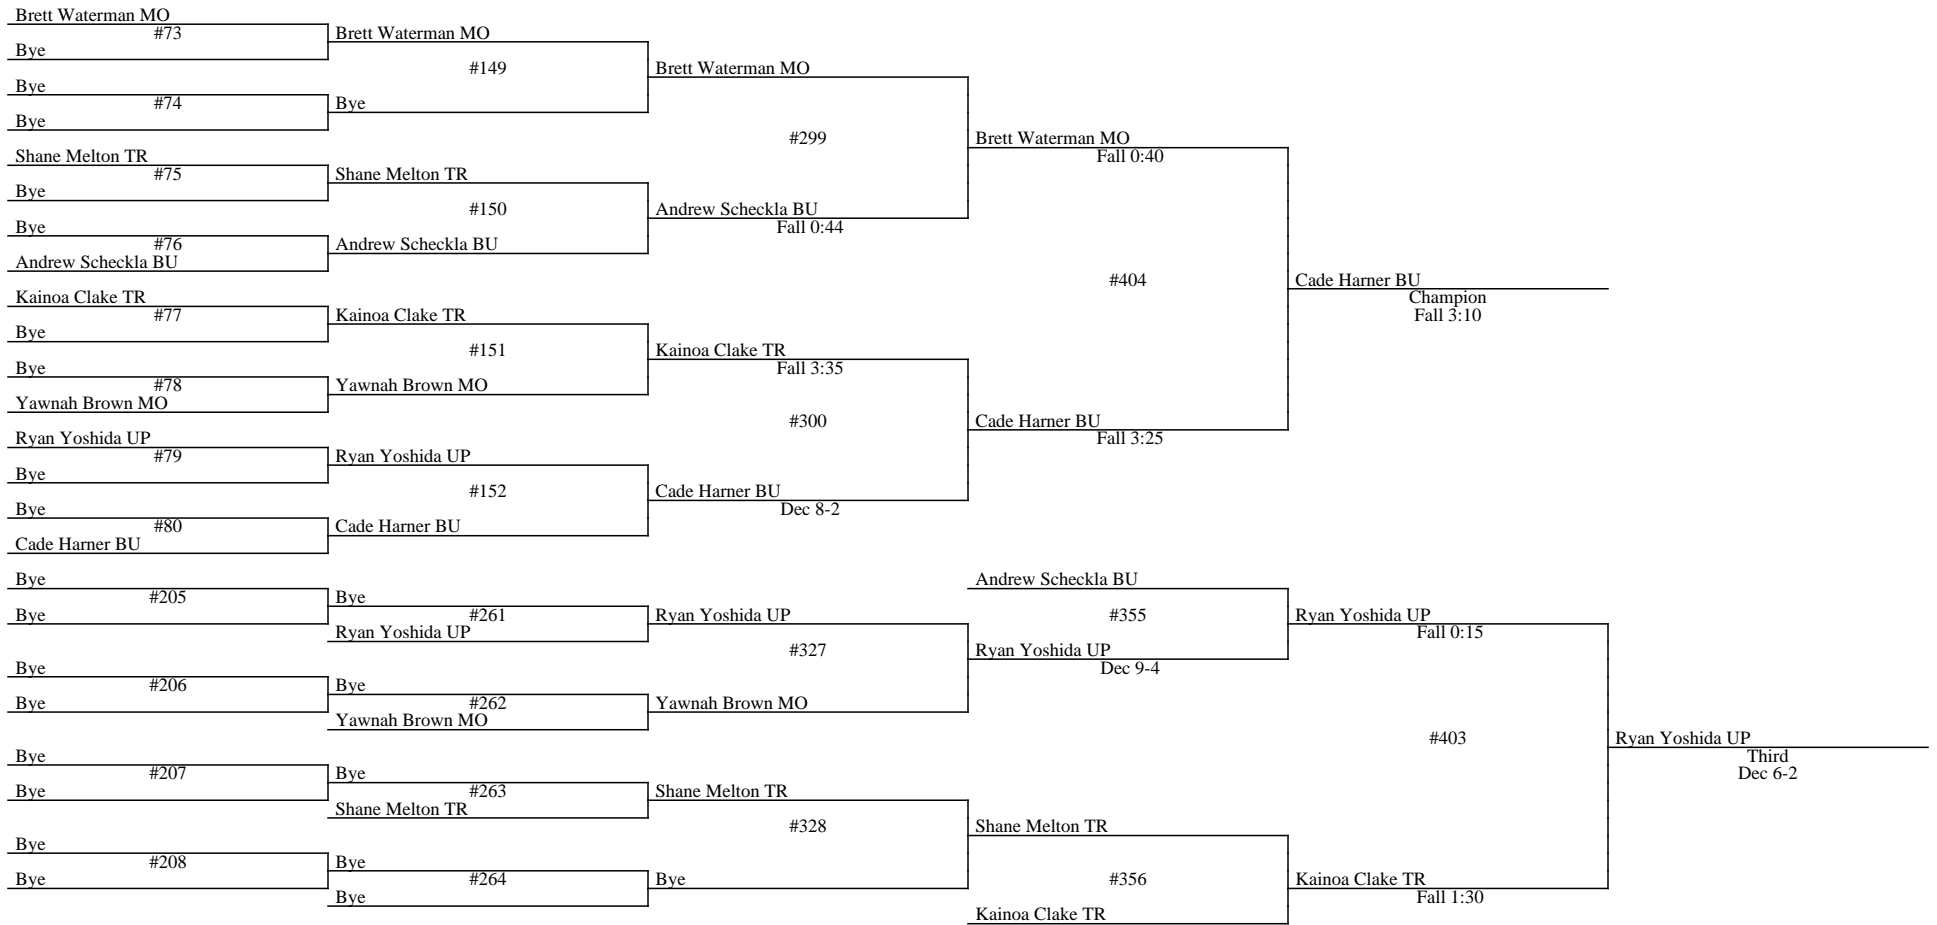 Brett Waterman MO
#73
Bye
Brett Waterman MO
#149
Bye
#74
Bye
Bye
Brett Waterman MO
#299
Shane Melton TR
#75
Bye
Shane Melton TR
#150
Bye
#76
Andrew Scheckla BU
Andrew Scheckla BU
Andrew Scheckla BU
Fall 0:44
Brett Waterman MO
Fall 0:40
#404
Kainoa Clake TR
#77
Bye
Kainoa Clake TR
#151
Bye
#78
Yawnah Brown MO
Yawnah Brown MO
Kainoa Clake TR
Fall 3:35
#300
Ryan Yoshida UP
#79
Bye
Ryan Yoshida UP
#152
Bye
#80
Cade Harner BU
Cade Harner BU
Cade Harner BU
Dec 8-2
Cade Harner BU
Fall 3:25
Cade Harner BU
Champion
Fall 3:10
Bye
#205
Bye
Bye
#261
Ryan Yoshida UP
Ryan Yoshida UP
#327
Bye
#206
Bye
Bye
#262
Yawnah Brown MO
Yawnah Brown MO
Andrew Scheckla BU
#355
Ryan Yoshida UP
Dec 9-4
Ryan Yoshida UP
Fall 0:15
#403
Bye
#207
Bye
Bye
#263
Shane Melton TR
Shane Melton TR
#328
Bye
#208
Bye
Bye
#264
Bye
Bye
Shane Melton TR
#356
Kainoa Clake TR
Kainoa Clake TR
Fall 1:30
Ryan Yoshida UP
Third
Dec 6-2